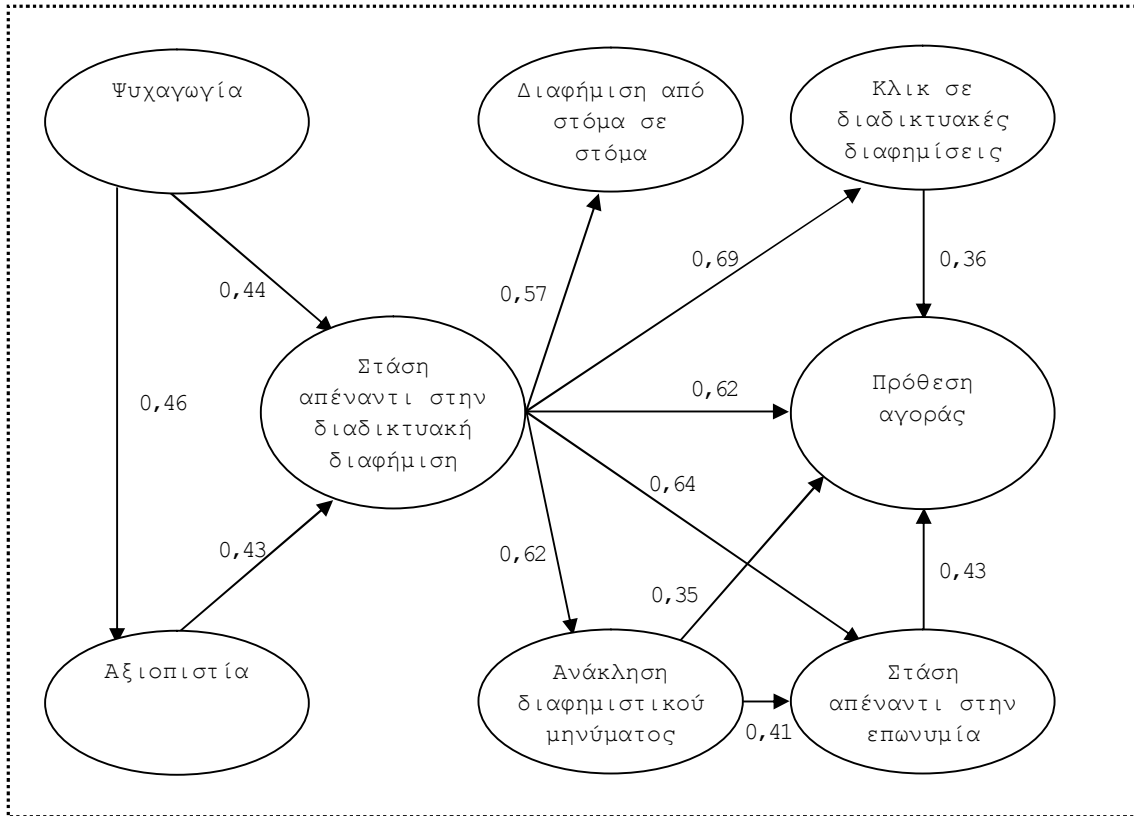 Ψυχαγωγία
Διαφήμιση από
στόμα σε
στόμα
Κλικ σε
διαδικτυακές
διαφημίσεις
0,44
0,57
0,69
0,36
0,46
Στάση
απέναντι στην
διαδικτυακή
διαφήμιση
0,62
Πρόθεση
αγοράς
0,43
0,62
0,64
0,35
0,43
Αξιοπιστία
Ανάκληση
διαφημιστικού
μηνύματος
0,41
Στάση
απέναντι στην
επωνυμία